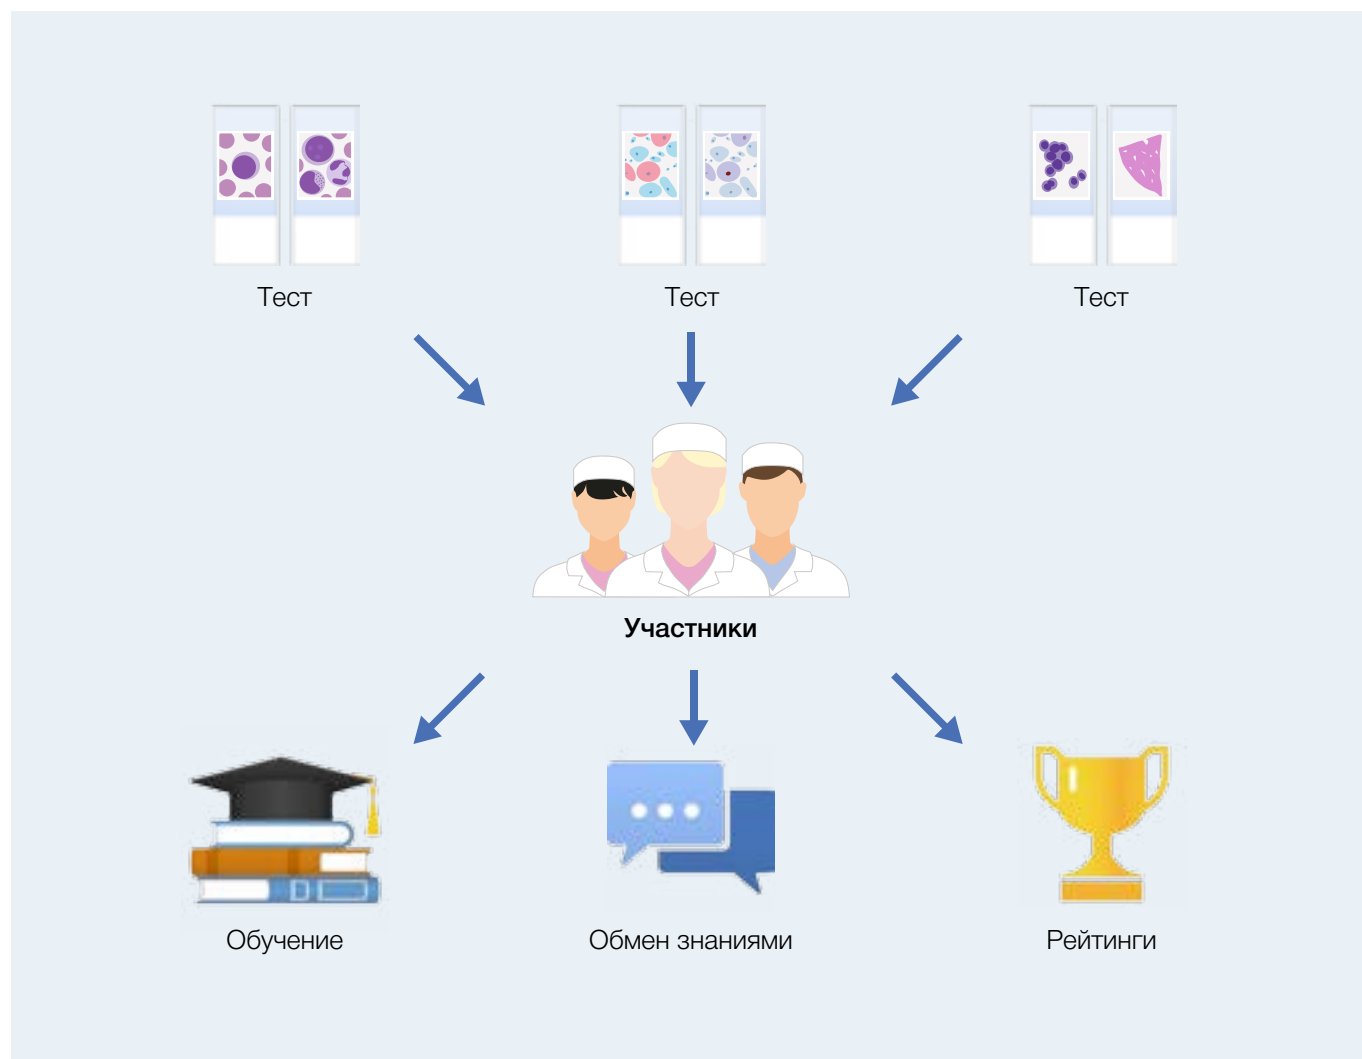 Тест
Тест
Тест
Участники
Обучение
Обмен знаниями
Рейтинги